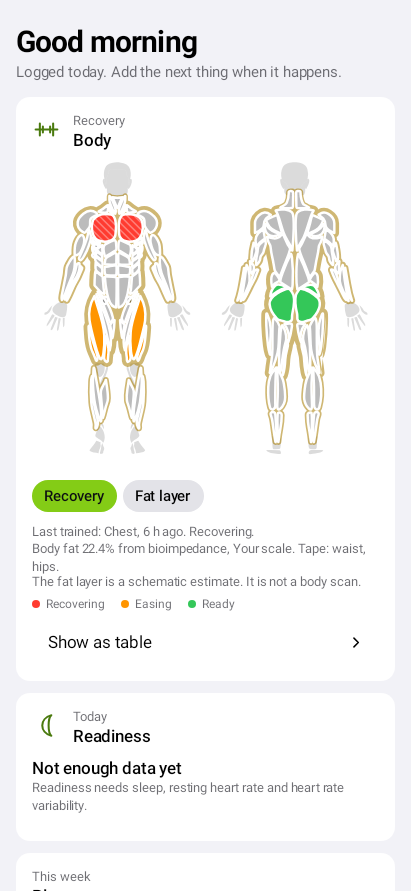 Good morning
Logged today. Add the next thing when it happens.
Recovery
Body
Recovery
Fat layer
Last trained: Chest, 6 h ago. Recovering.
Body fat 22.4% from bioimpedance, Your scale. Tape: waist,
hips.
The fat layer is a schematic estimate. It is not a body scan.
Recovering
Easing
Ready
Show as table
Today
Readiness
Not enough data yet
Readiness needs sleep, resting heart rate and heart rate
variability.
This week